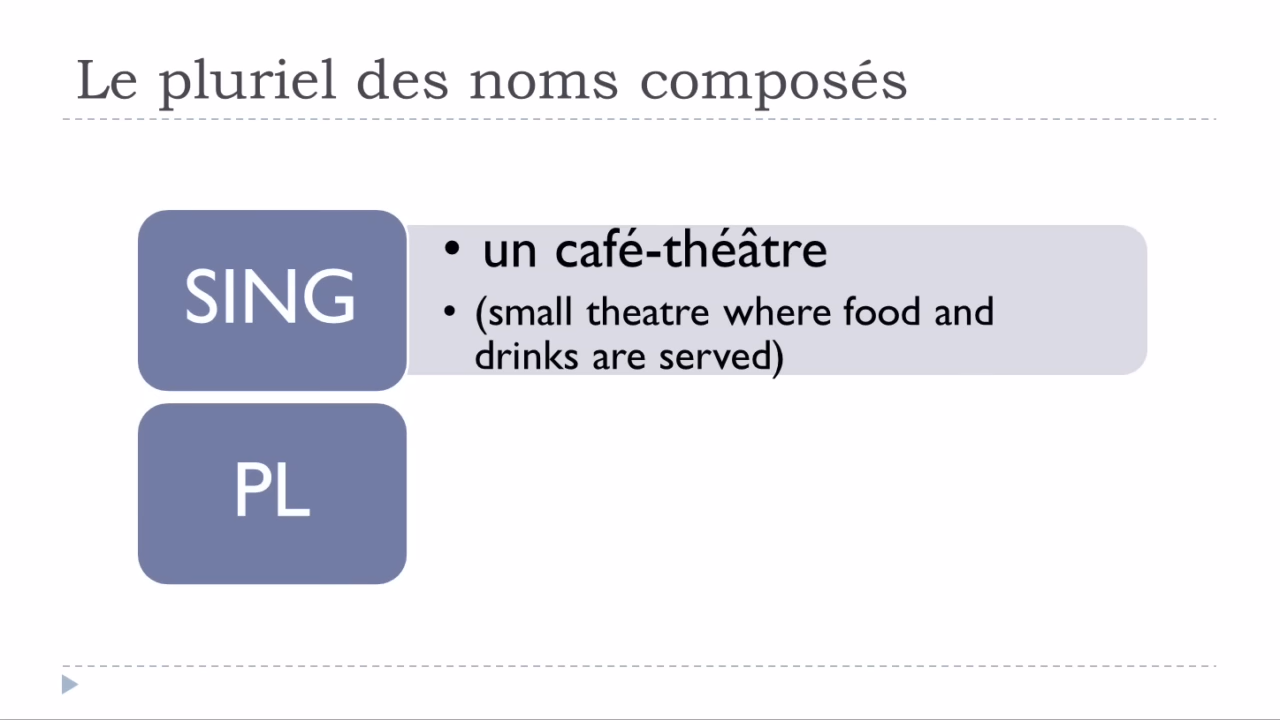 Le pluriel des noms composés
SING
• un café-théâtre
• (small theatre where food and
drinks are served)
PL